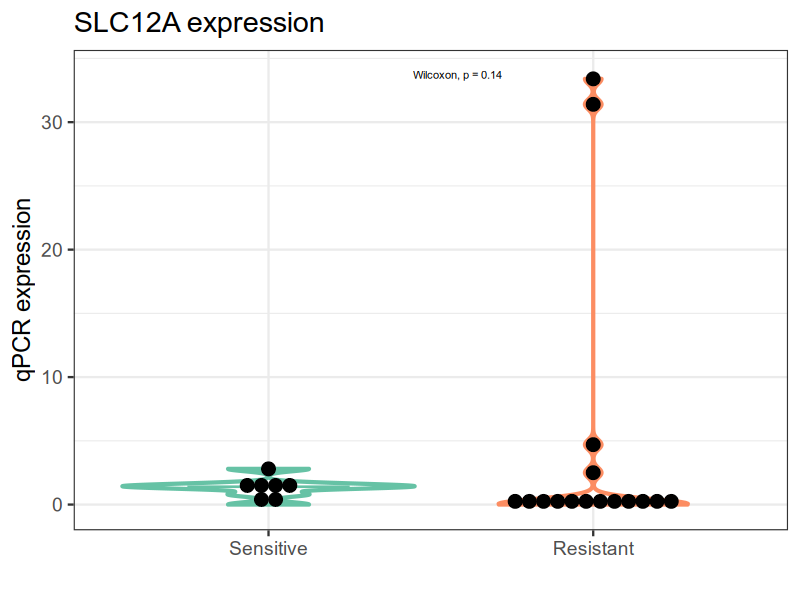 SLC12A expression
Wilcoxon, p = 0.14
30
20
10
0
qPCR expression
Sensitive
Resistant